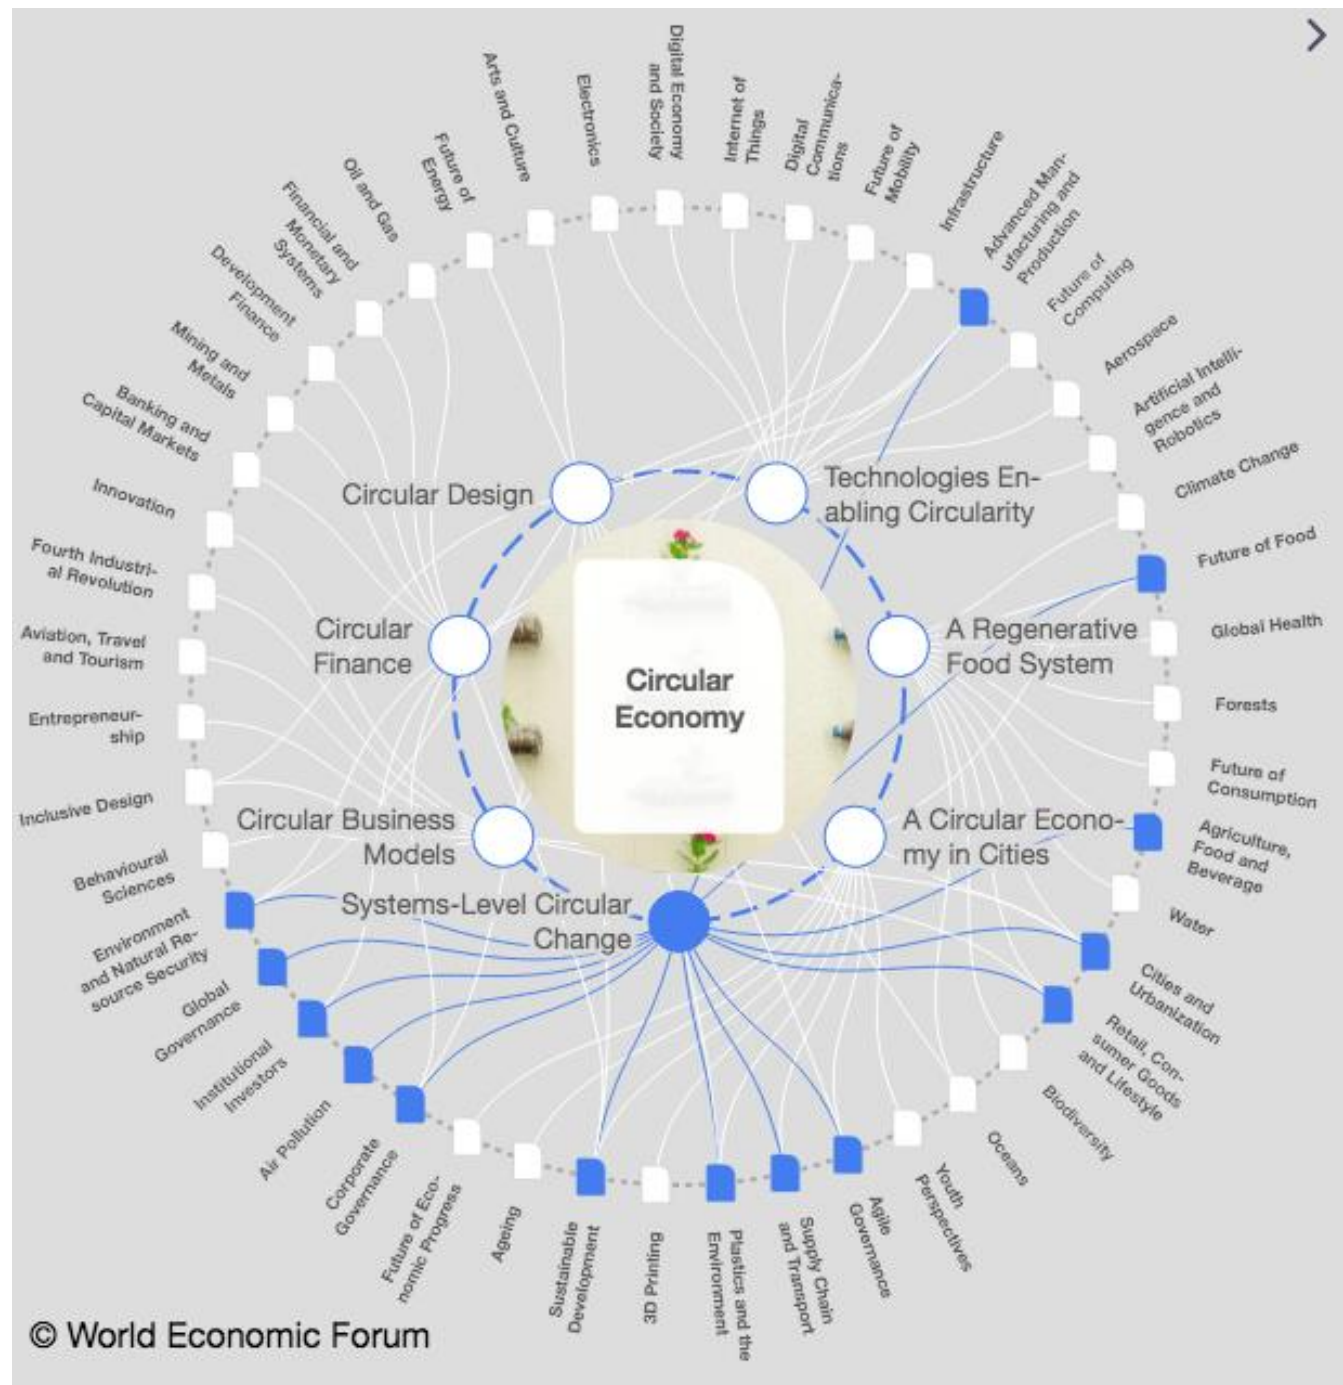 Digital Economy
and Society
Internet of
Things
Digital
Communica-
tions
Future of
Mobility
Infrastructure
Advanced Man-
ufacturing and
Production
Future of
Computing
Aerospace
Artificial Intelli-
gence and
Robotics
Climate Change
Future of Food
Global Health
Forests
Future of
Consumption
Agriculture,
Food and
Beverage
Water
Cities and
Urbanization
Retail, Con-
sumer Goods
and Lifestyle
Biodiversity
Oceans
Youth
Perspectives
Agile
Governance
Supply Chain
and Transport
Plastics and the
Environment
3D Printing
Sustainable
Development
Ageing
Future of Eco-
nomic Progress
Corporate
Governance
Air Pollution
Institutional
Investors
Global
Governance
Environment
and Natural Re-
source Security
Behavioural
Sciences
Inclusive Design
Entrepreneur-
ship
Aviation, Travel
and Tourism
Fourth Industri-
al Revolution
Innovation
Banking and
Capital Markets
Mining and
Metals
Development
Finance
Financial and
Monetary
Systems
Oil and Gas
Future of
Energy
Arts and Culture
Electronics
Circular Design
Technologies En-
abling Circularity
A Regenerative
Food System
A Circular Econo-
my in Cities
Systems-Level Circular
Change
Circular Business
Models
Circular
Finance
Circular
Economy
© World Economic Forum